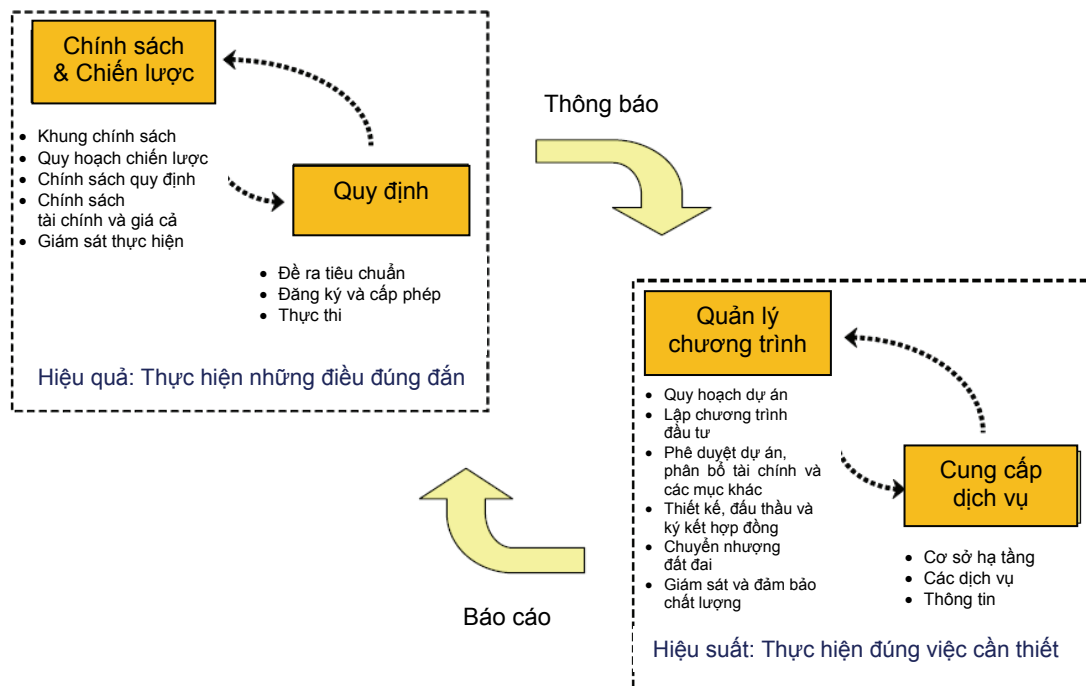 Chính sách
& Chiến lược
• Khung chính sách
• Quy hoạch chiến lược
• Chính sách quy định
• Chính sách
tài chính và giá cả
• Giám sát thực hiện
Quy định
• Đề ra tiêu chuẩn
• Đăng ký và cấp phép
• Thực thi
Hiệu quả: Thực hiện những điều đúng đắn
Thông báo
Quản lý
chương trình
• Quy hoạch dự án
• Lập chương trình
đầu tư
• Phê duyệt dự án,
phân bổ tài chính và
các mục khác
• Thiết kế, đấu thầu và
ký kết hợp đồng
• Chuyển nhượng
đất đai
• Giám sát và đảm bảo
chất lượng
Cung cấp
dịch vụ
• Cơ sở hạ tầng
• Các dịch vụ
• Thông tin
Hiệu suất: Thực hiện đúng việc cần thiết
Báo cáo